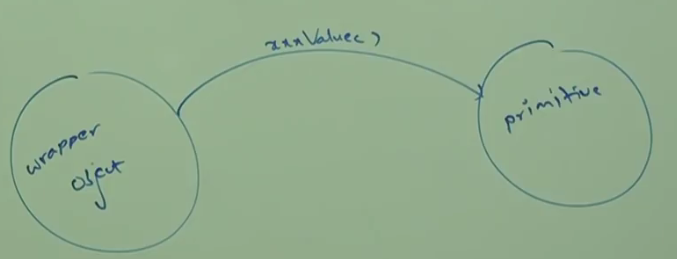 xxxValue()
wrapper
object
primitive